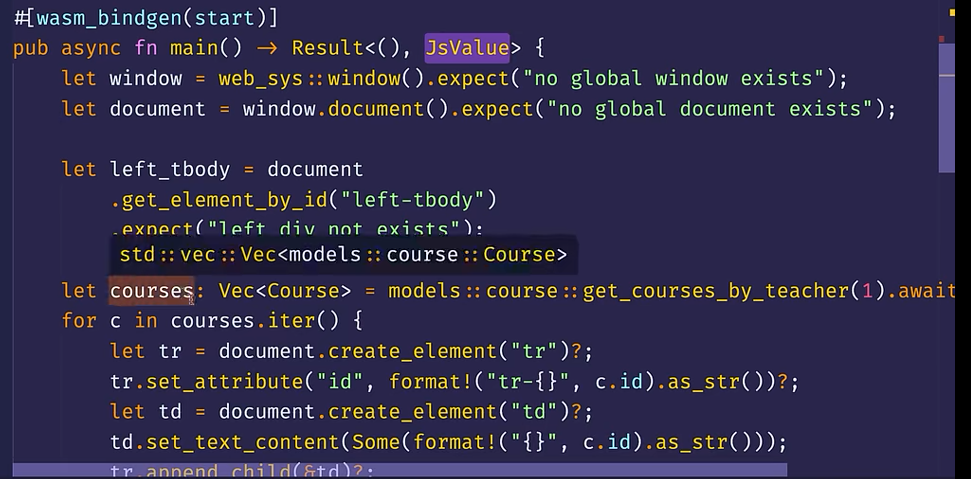 #[wasm_bindgen(start)]
pub async fn main() -> Result<(), JsValue> {
let window = web_sys::window().expect("no global window exists");
let document = window.document().expect("no global document exists");
let left_tbody = document
.get_element_by_id("left-tbody")
.expect("left div not exists");
std::vec::Vec<models::course::Course>
let courses: Vec<Course> = models::course::get_courses_by_teacher(1).await
for c in courses.iter() {
let tr = document.create_element("tr")?;
tr.set_attribute("id", format!("tr-{}", c.id).as_str())?;
let td = document.create_element("td")?;
td.set_text_content(Some(format!("{}", c.id).as_str()));
tr.append_child(&td)?;